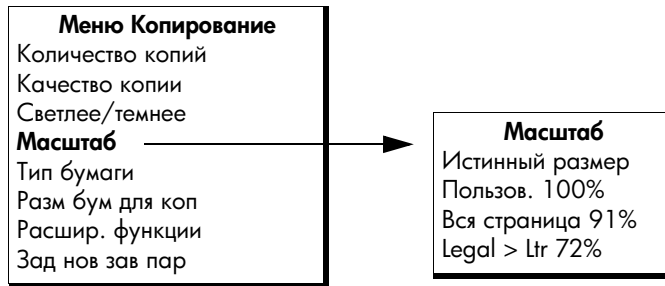 Меню Копирование
Количество копий
Качество копии
Светлее/темнее
Масштаб
Тип бумаги
Разм бум для коп
Расшир. функции
Зад нов зав пар
Масштаб
Истинный размер
Пользов. 100%
Вся страница 91%
Legal > Ltr 72%